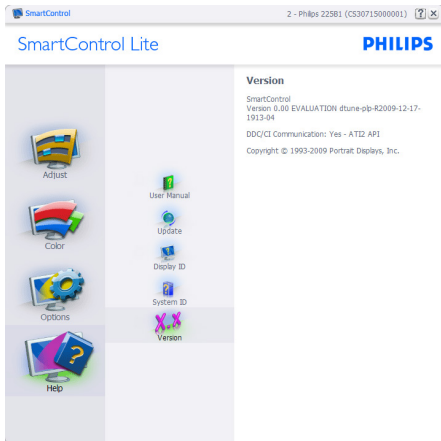 SmartControl
2 - Philips 225B1 (CS30715000001)
? ×
SmartControl Lite
PHILIPS
Adjust
Color
Options
?
Help
?
User Manual
Update
Display ID
?
System ID
X.X
Version
Version
SmartControl
Version 0.00 EVALUATION dtune-plp-R2009-12-17-
1913-04
DDC/CI Communication: Yes - ATI2 API
Copyright © 1993-2009 Portrait Displays, Inc.